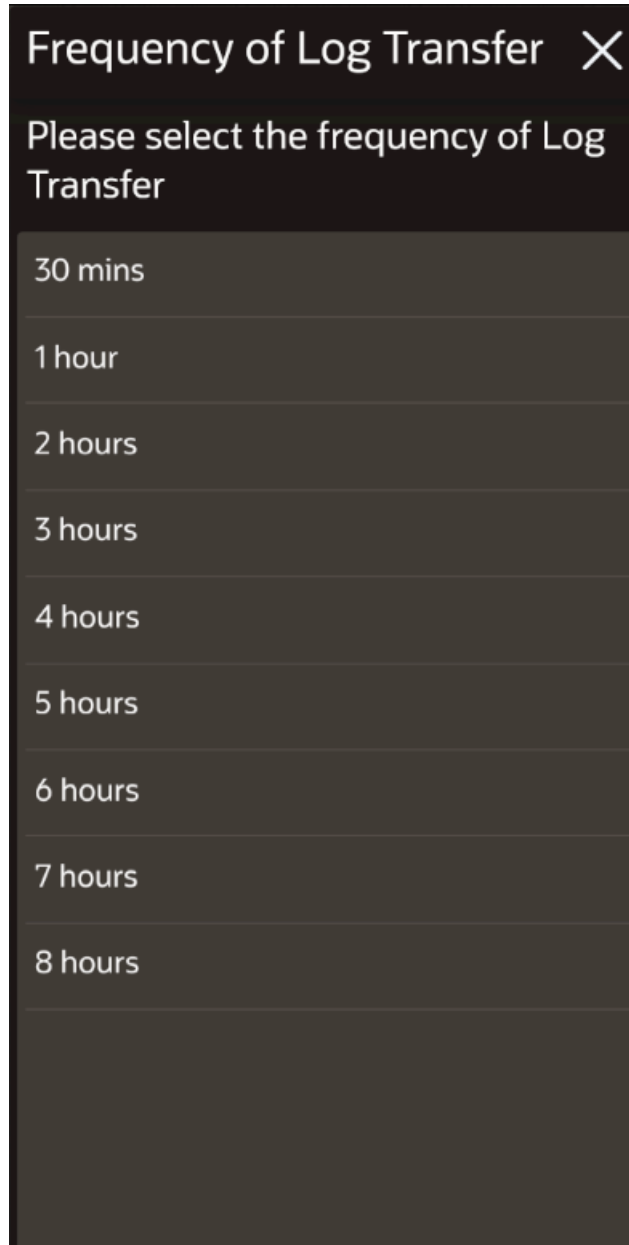 Frequency of Log Transfer
Please select the frequency of Log
Transfer
30 mins
1 hour
2 hours
3 hours
4 hours
5 hours
6 hours
7 hours
8 hours